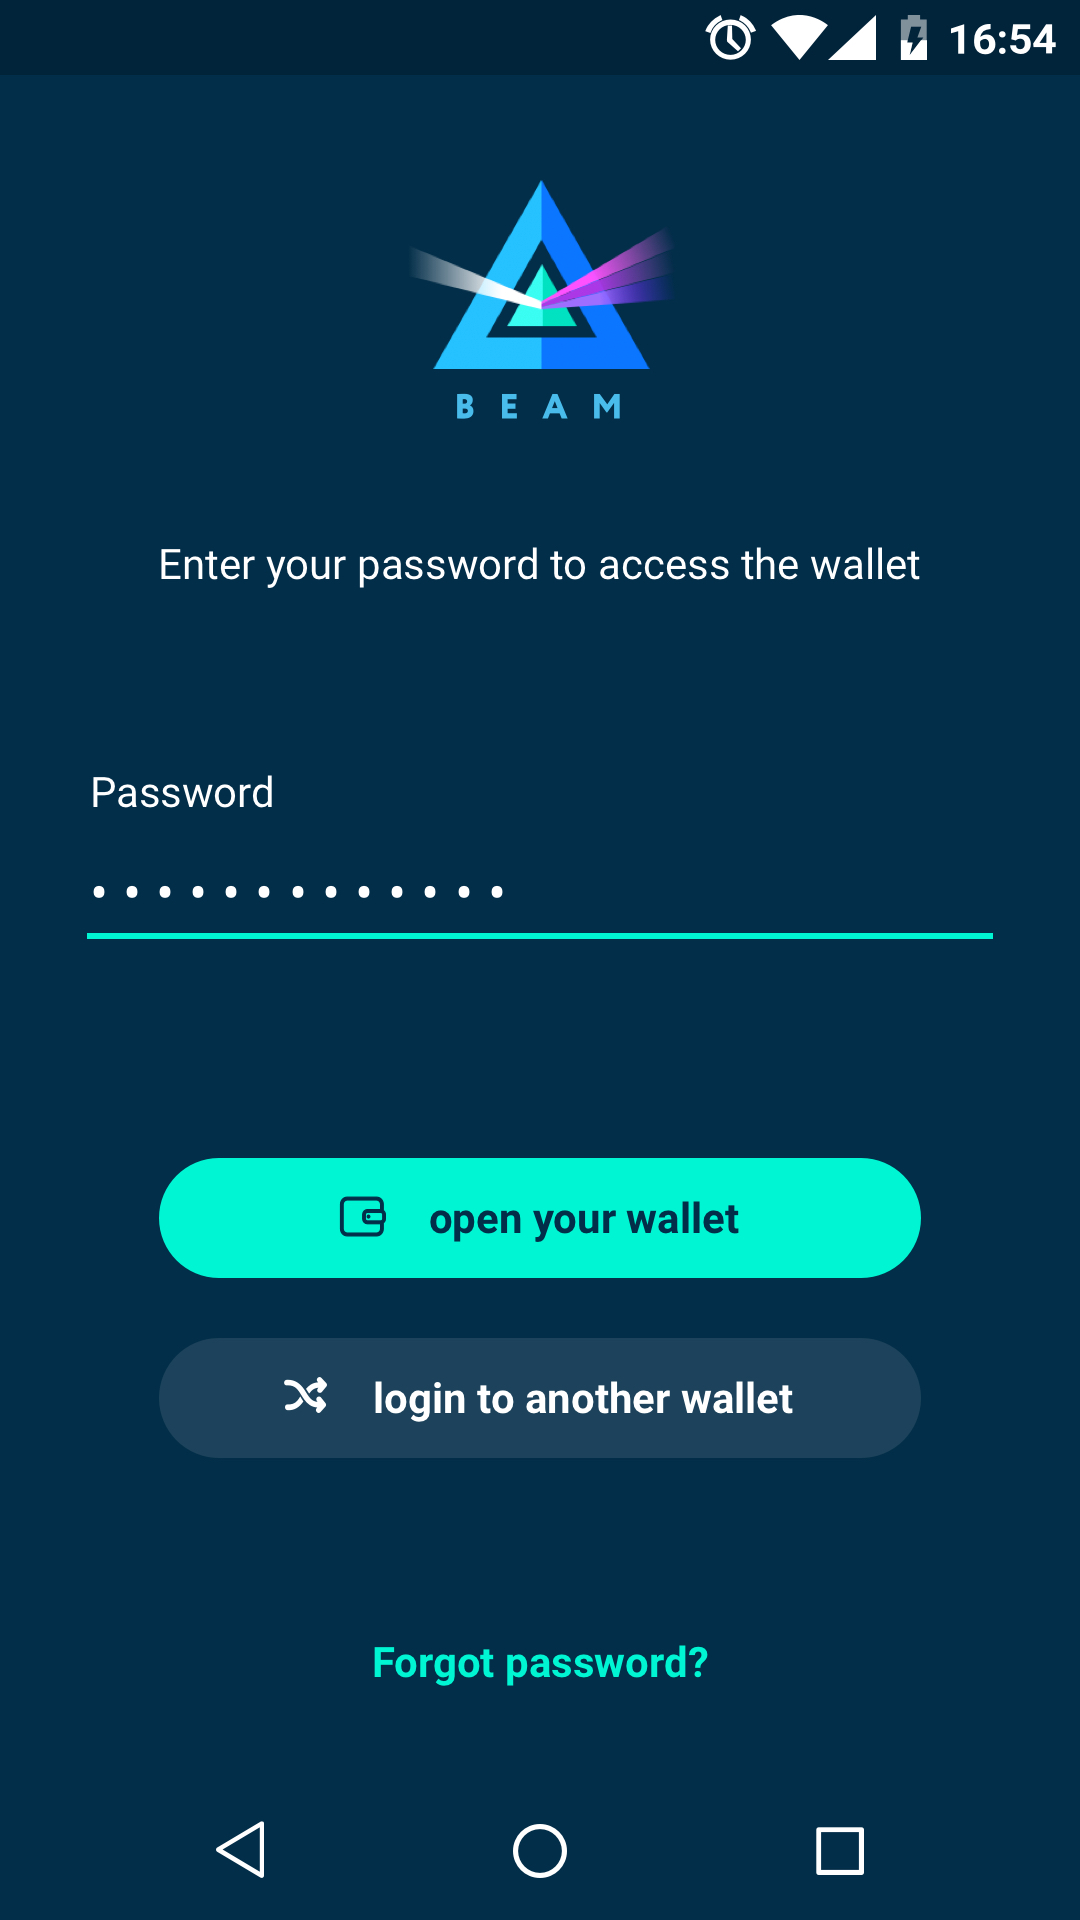 16:54
BEAM
Enter your password to access the wallet
Password
•••••••••••••
open your wallet
login to another wallet
Forgot password?